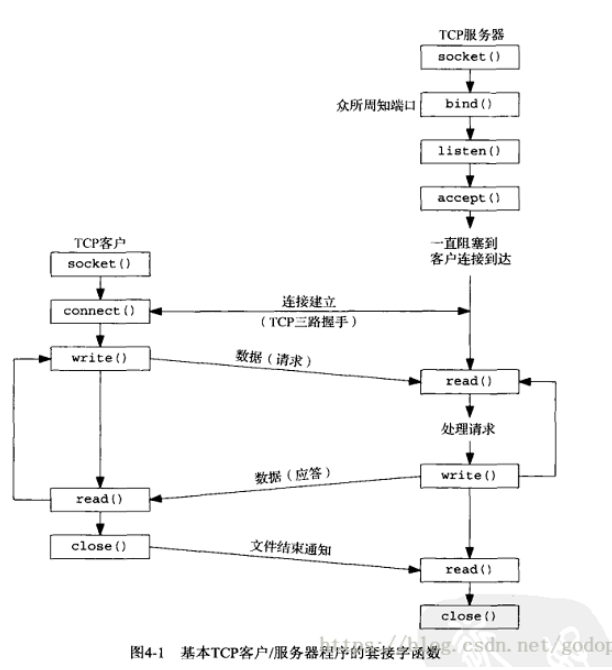 TCP服务器
socket()
众所周知端口
bind()
listen()
accept()
一直阻塞到
客户连接到达
TCP客户
socket()
connect()
连接建立
（TCP三路握手）
write()
数据（请求）
read()
处理请求
数据（应答）
write()
read()
close()
文件结束通知
read()
close()
图4-1 基本TCP客户/服务器程序的套接字函数
https://blog.csdn.net/godop